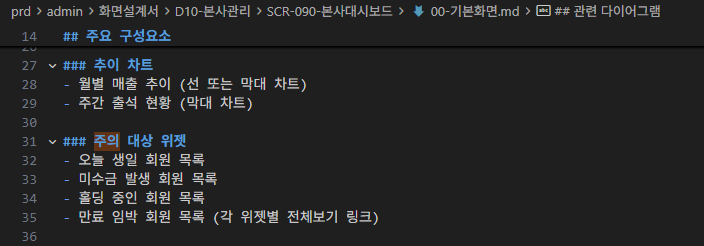 prd > admin > 화면설계서 > D10-본사관리 > SCR-090-본사대시보드 > 00-기본화면.md > ## 관련 다이어그램
14 ## 주요 구성요소
27 ### 추이 차트
28 - 월별 매출 추이 (선 또는 막대 차트)
29 - 주간 출석 현황 (막대 차트)
30
31 ### 주의 대상 위젯
32 - 오늘 생일 회원 목록
33 - 미수금 발생 회원 목록
34 - 홀딩 중인 회원 목록
35 - 만료 임박 회원 목록 (각 위젯별 전체보기 링크)
36